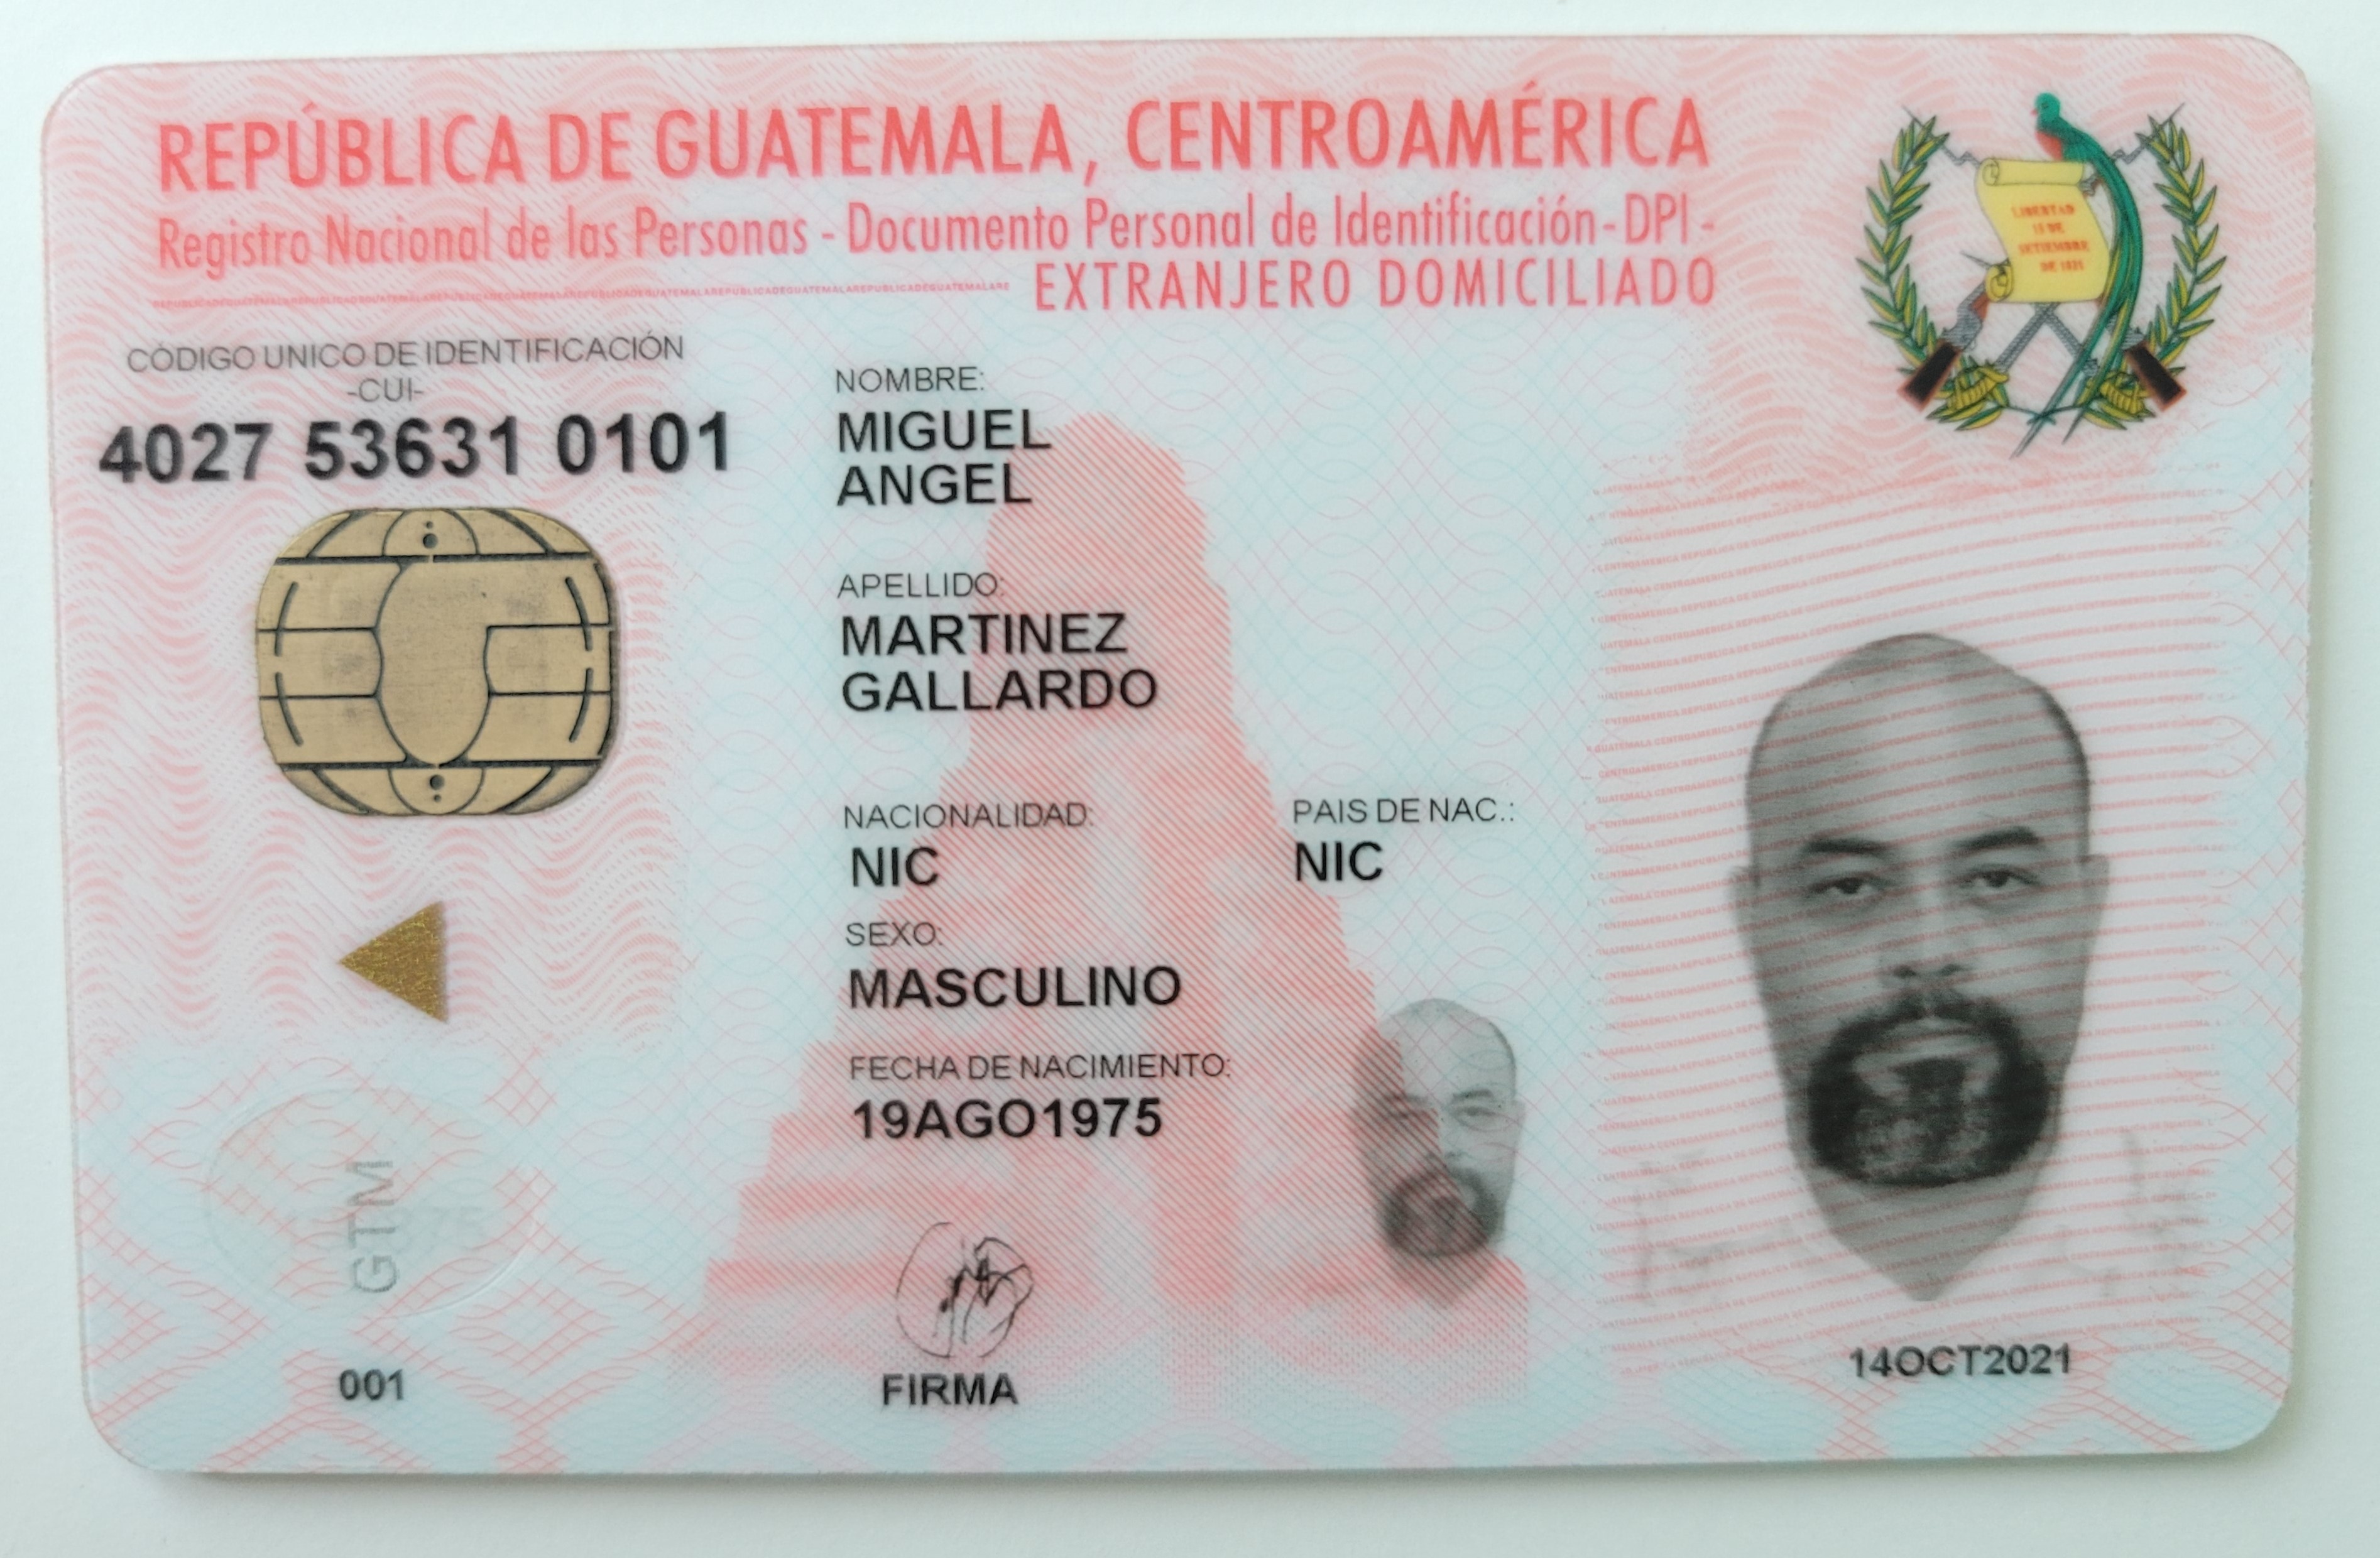 REPÚBLICA DE GUATEMALA, CENTROAMÉRICA
Registro Nacional de las Personas - Documento Personal de Identificación - DPI -
EXTRANJERO DOMICILIADO
LIBERTAD
15 DE
SETIEMBRE
DE 1821
CÓDIGO UNICO DE IDENTIFICACIÓN
-CUI-
4027 53631 0101
NOMBRE:
MIGUEL
ANGEL
APELLIDO:
MARTINEZ
GALLARDO
NACIONALIDAD:
NIC
PAIS DE NAC.:
NIC
SEXO:
MASCULINO
FECHA DE NACIMIENTO:
19AGO1975
GTM
001
FIRMA
14OCT2021